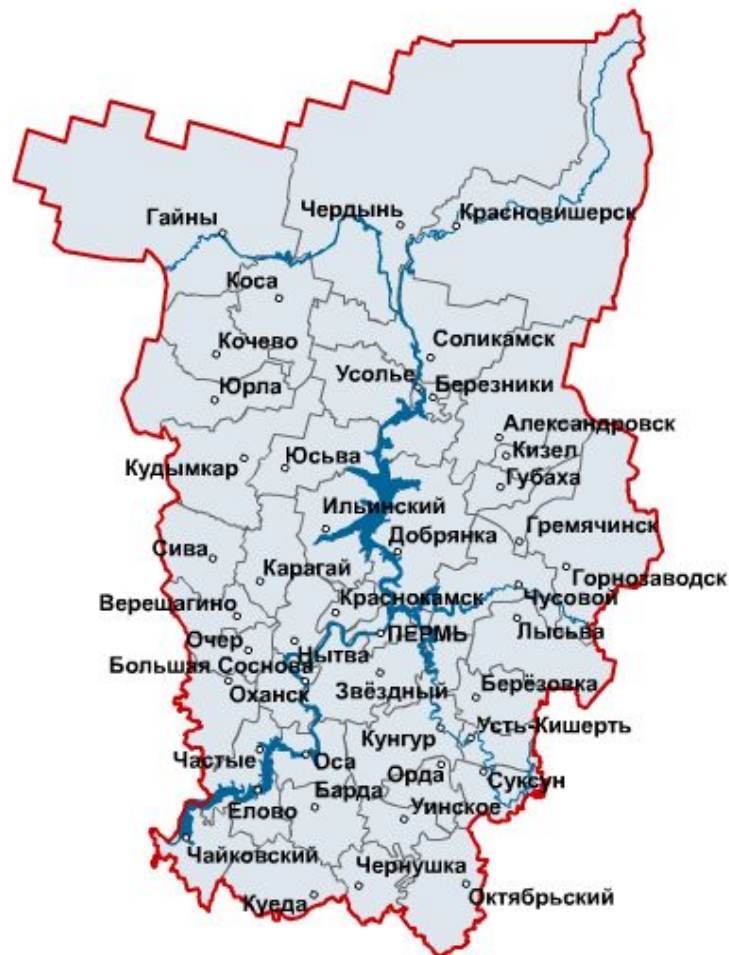 Гайны
Чердынь
Красновишерск
Коса
Кочево
Соликамск
Усолье
Березники
Юрла
Александровск
Кизел
Юсьва
Кудымкар
Губаха
Ильинский
Гремячинск
Добрянка
Сива
Карагай
Горнозаводск
Чусовой
Верещагино
Краснокамск
ПЕРМЬ
Лысьва
Очер
Нытва
Большая Соснова
Звёздный
Берёзовка
Оханск
Усть-Кишерть
Кунгур
Частые
Оса
Орда
Суксун
Елово
Барда
Уинское
Чайковский
Чернушка
Куеда
Октябрьский